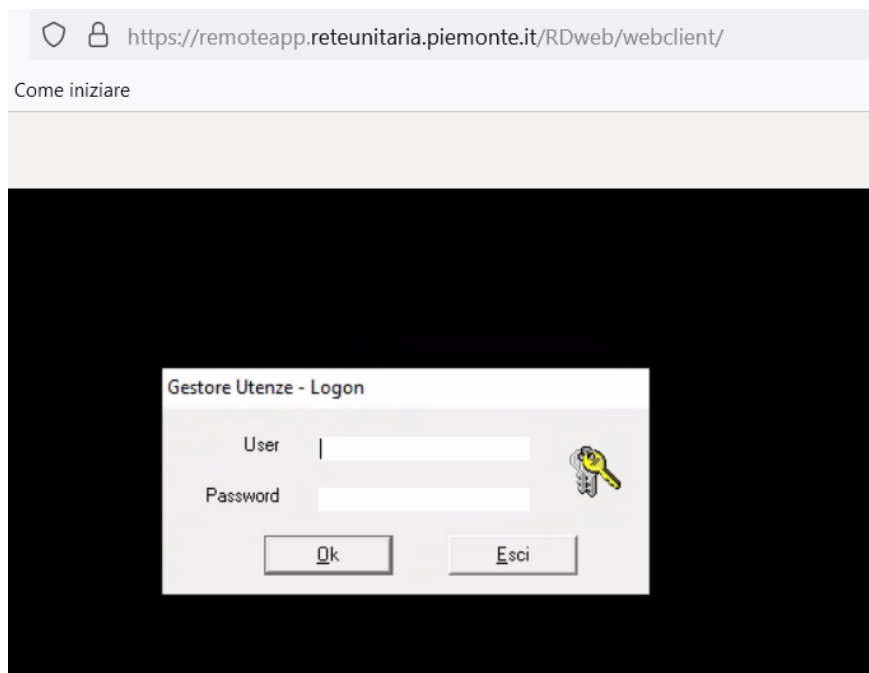 https://remoteapp.reteunitaria.piemonte.it/RDweb/webclient/
Come iniziare
Gestore Utenze - Logon
User
Password
Ok
Esci